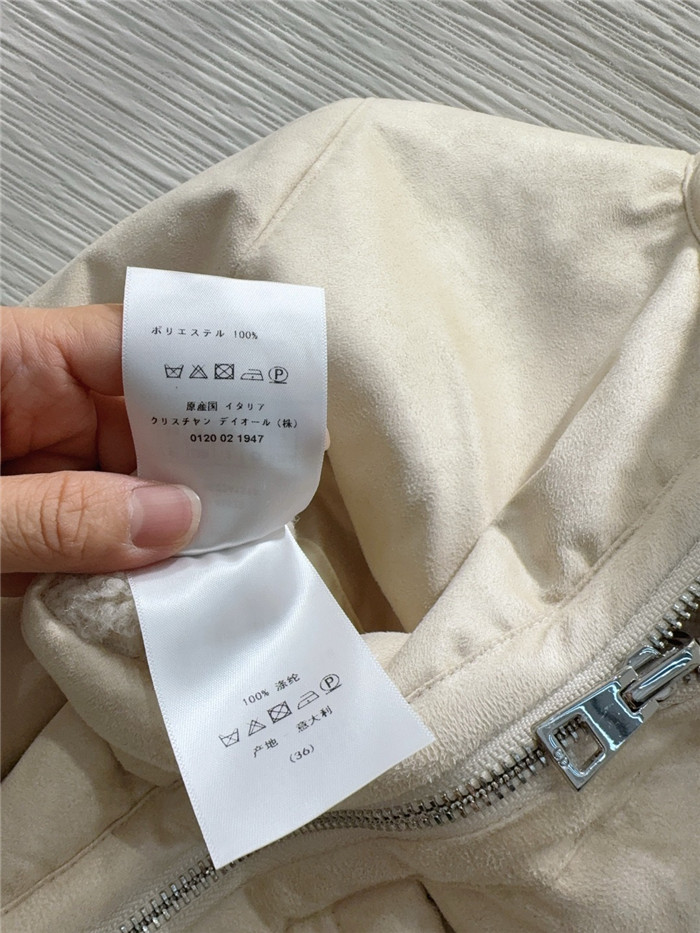 ポリエステル 100%
P
原産国 イタリア
クリスチャン デイオール（株）
0120 02 1947
100% 涤纶
P
产地 意大利
(36)